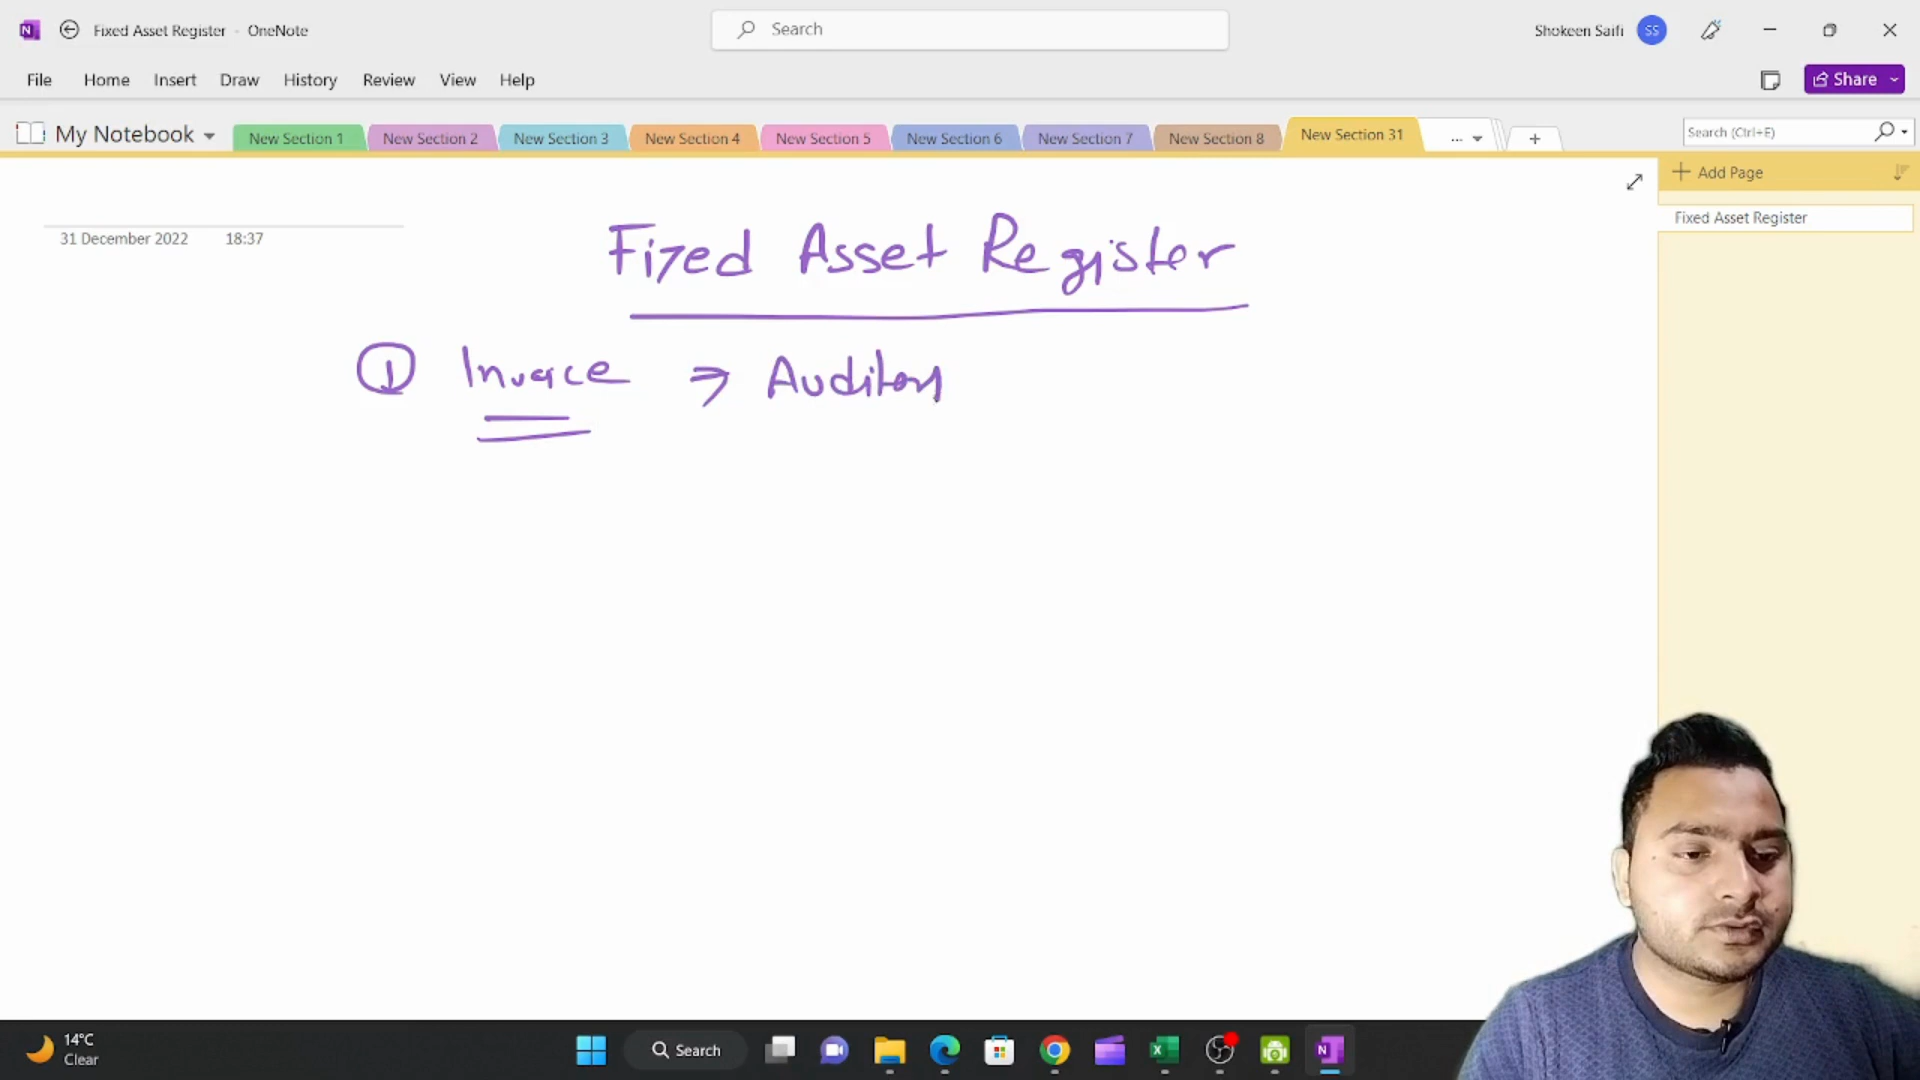 Fixed Asset Register - OneNote
Search
Shokeen Saifi SS
File Home Insert Draw History Review View Help
Share
My Notebook
New Section 1 New Section 2 New Section 3 New Section 4 New Section 5 New Section 6 New Section 7 New Section 8 New Section 31 ... +
Search (Ctrl+E)
Add Page
Fixed Asset Register
31 December 2022 18:37
Fixed Asset Register
① Invoice → Auditors
14°C
Clear
Search